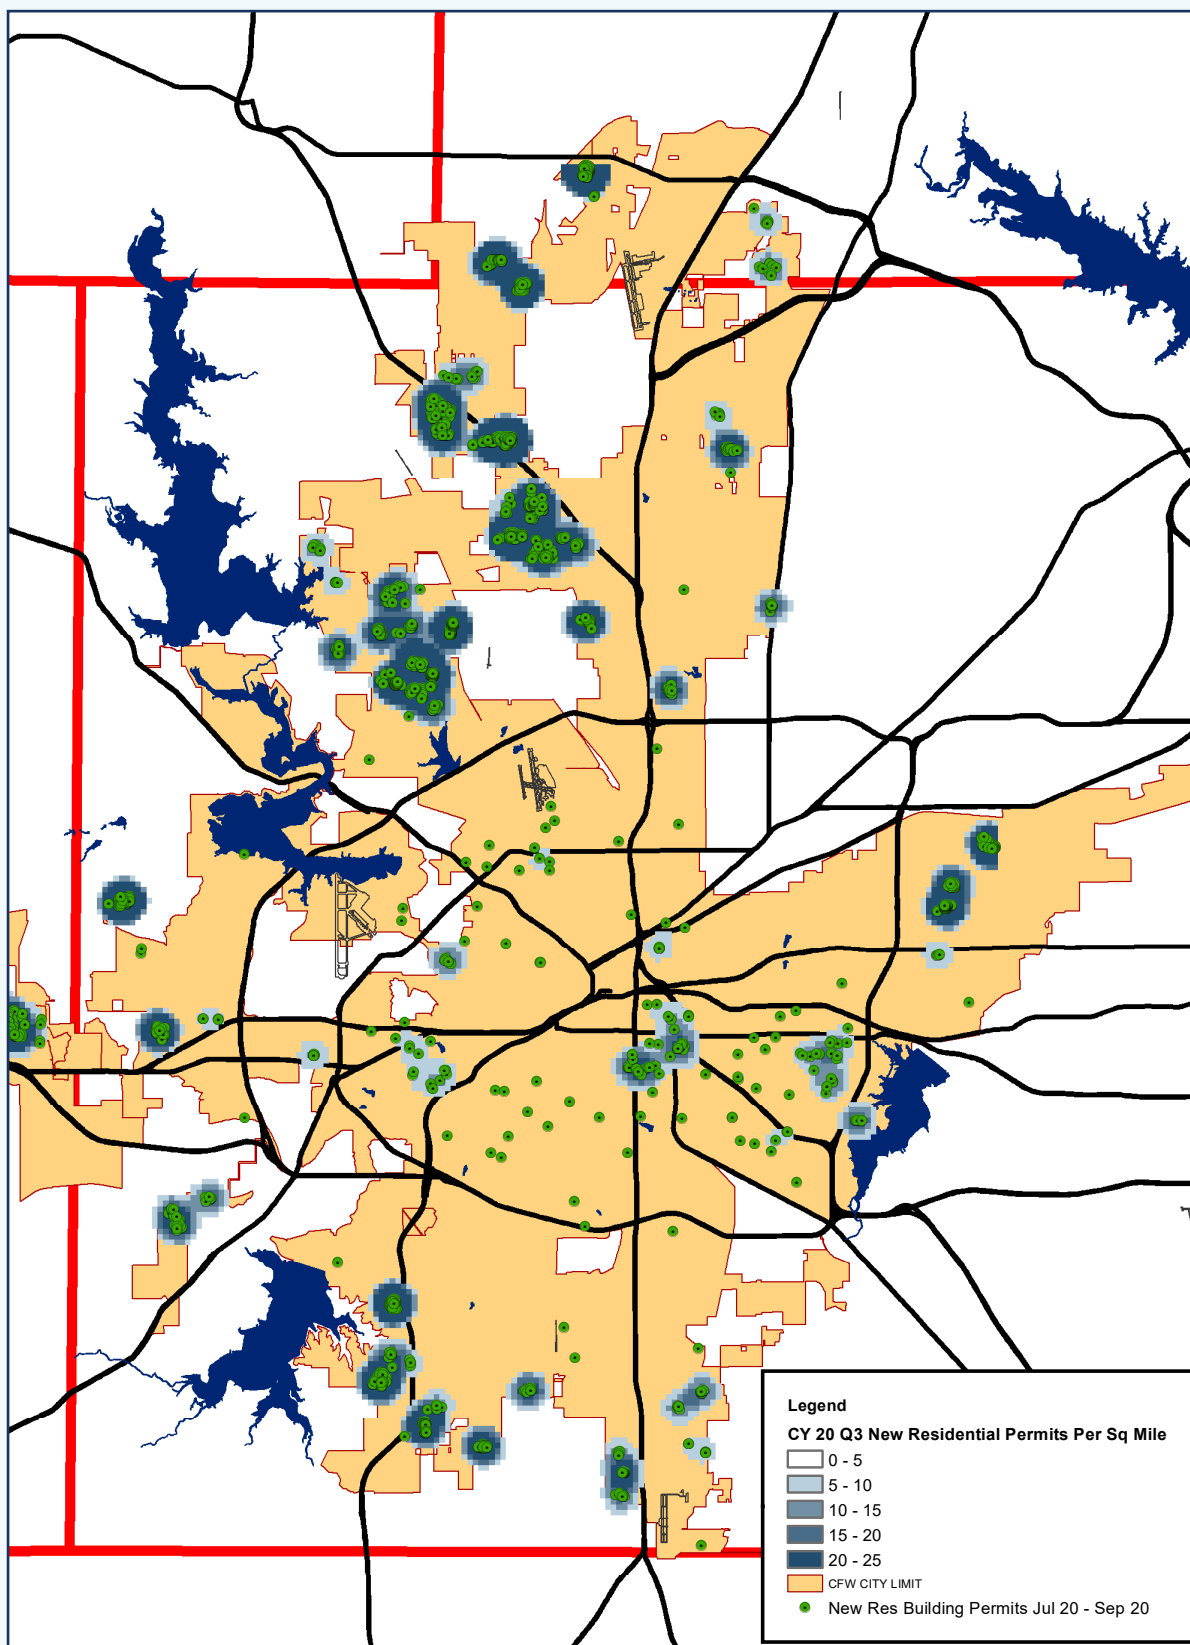 Legend
CY 20 Q3 New Residential Permits Per Sq Mile
0 - 5
5 - 10
10 - 15
15 - 20
20 - 25
CFW CITY LIMIT
New Res Building Permits Jul 20 - Sep 20